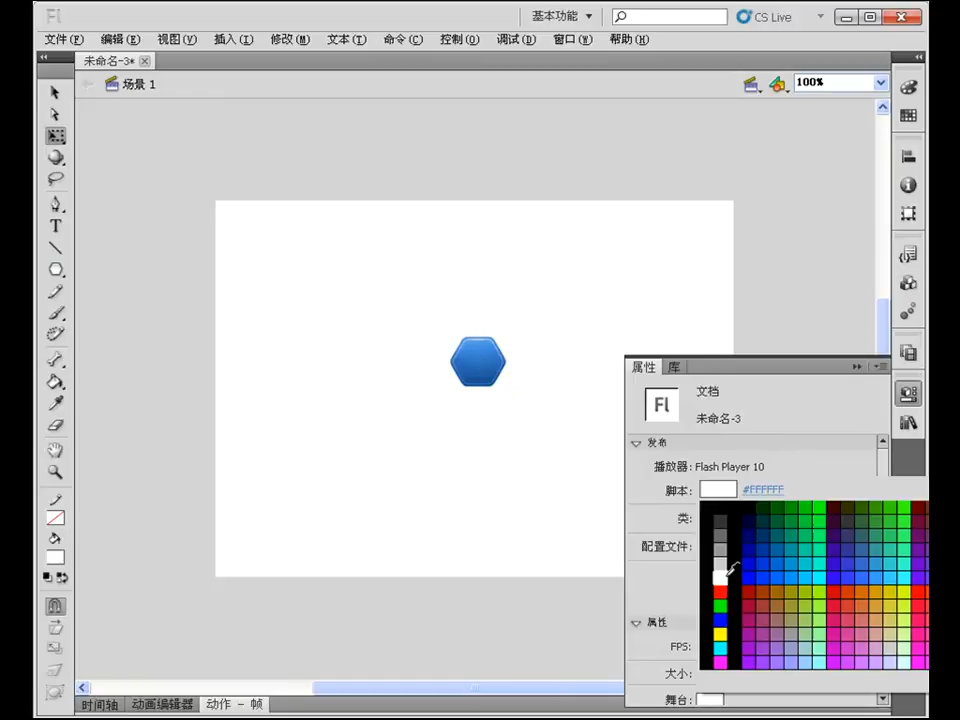 Fl
基本功能
CS Live
文件(F) 编辑(E) 视图(V) 插入(I) 修改(M) 文本(T) 命令(C) 控制(O) 调试(D) 窗口(W) 帮助(H)
未命名-3*
场景 1
100%
T
属性 库
Fl
文档
未命名-3
发布
播放器: Flash Player 10
脚本: #FFFFFF
类:
配置文件:
属性
FPS:
大小:
舞台:
时间轴 动画编辑器 动作 - 帧